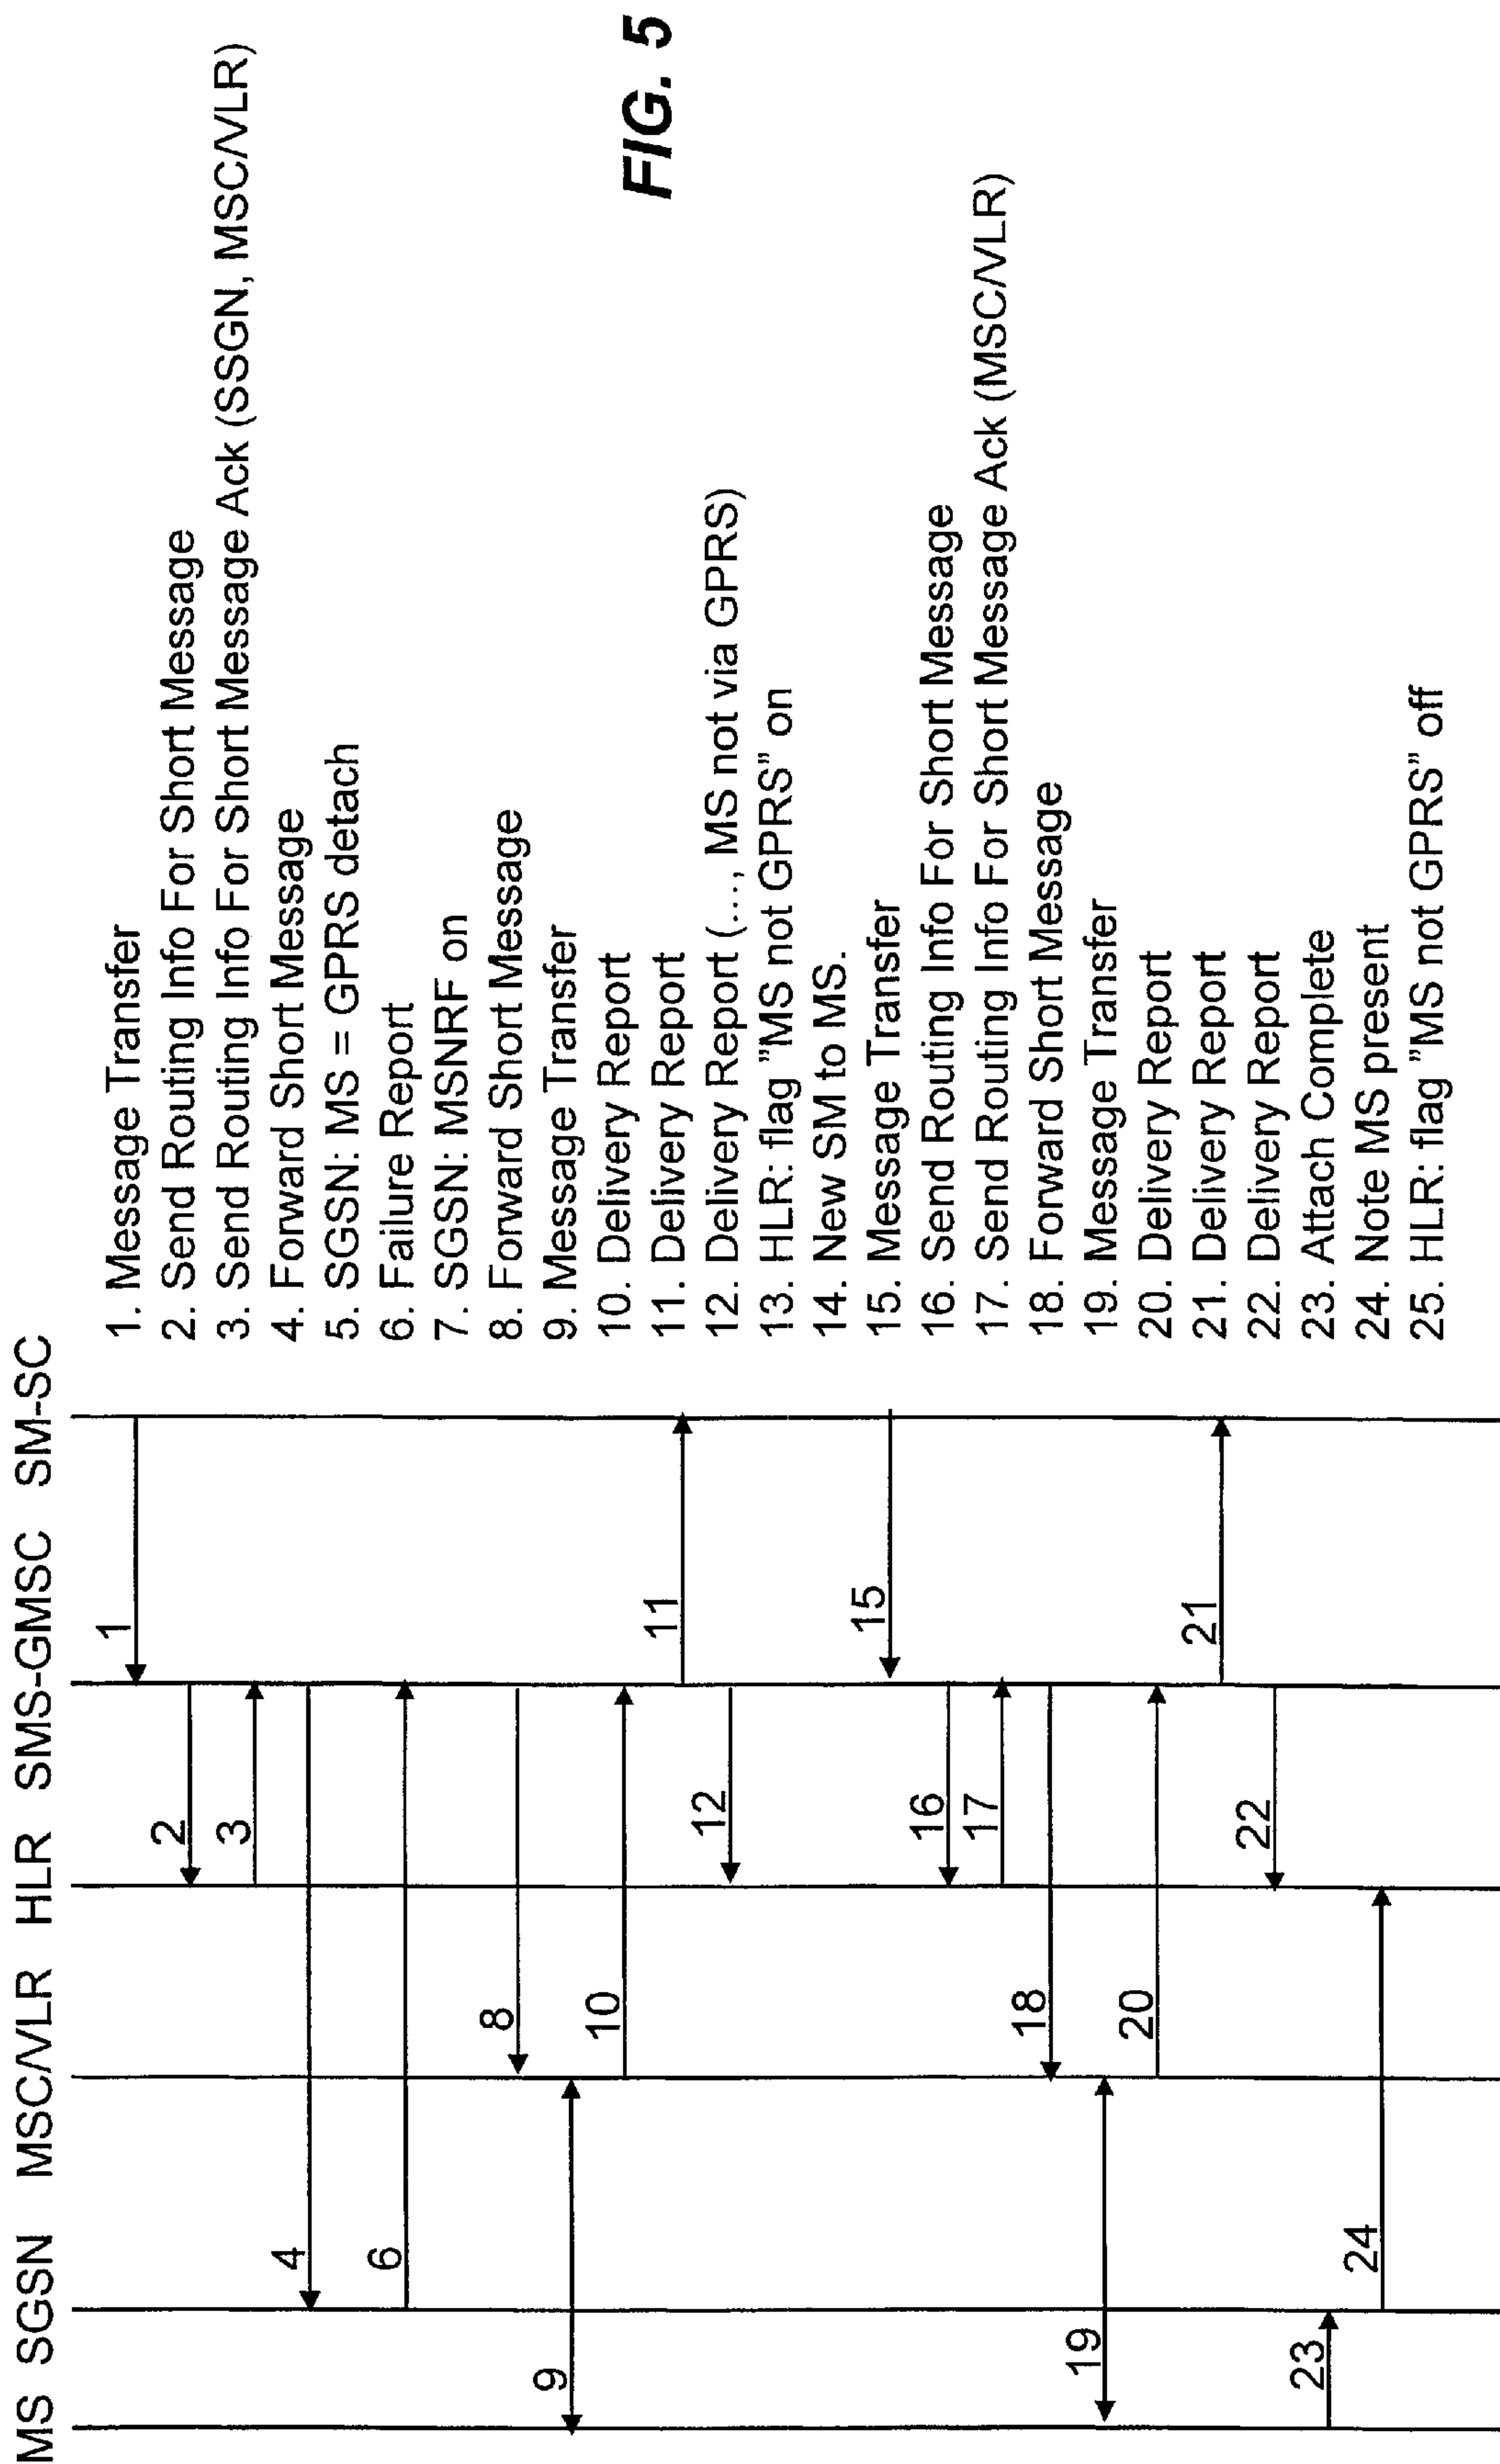 MS SGSN MSC/VLR HLR SMS-GMSC SM-SC
1
2
3
4
6
8
9
10
11
12
15
16
17
18
19
20
21
22
23
24
1. Message Transfer
2. Send Routing Info For Short Message
3. Send Routing Info For Short Message Ack (SSGN, MSC/VLR)
4. Forward Short Message
5. SGSN: MS = GPRS detach
6. Failure Report
7. SGSN: MSNRF on
8. Forward Short Message
9. Message Transfer
10. Delivery Report
11. Delivery Report
12. Delivery Report (..., MS not via GPRS)
13. HLR: flag "MS not GPRS" on
14. New SM to MS.
15. Message Transfer
16. Send Routing Info For Short Message
17. Send Routing Info For Short Message Ack (MSC/VLR)
18. Forward Short Message
19. Message Transfer
20. Delivery Report
21. Delivery Report
22. Delivery Report
23. Attach Complete
24. Note MS present
25. HLR: flag "MS not GPRS" off
FIG. 5